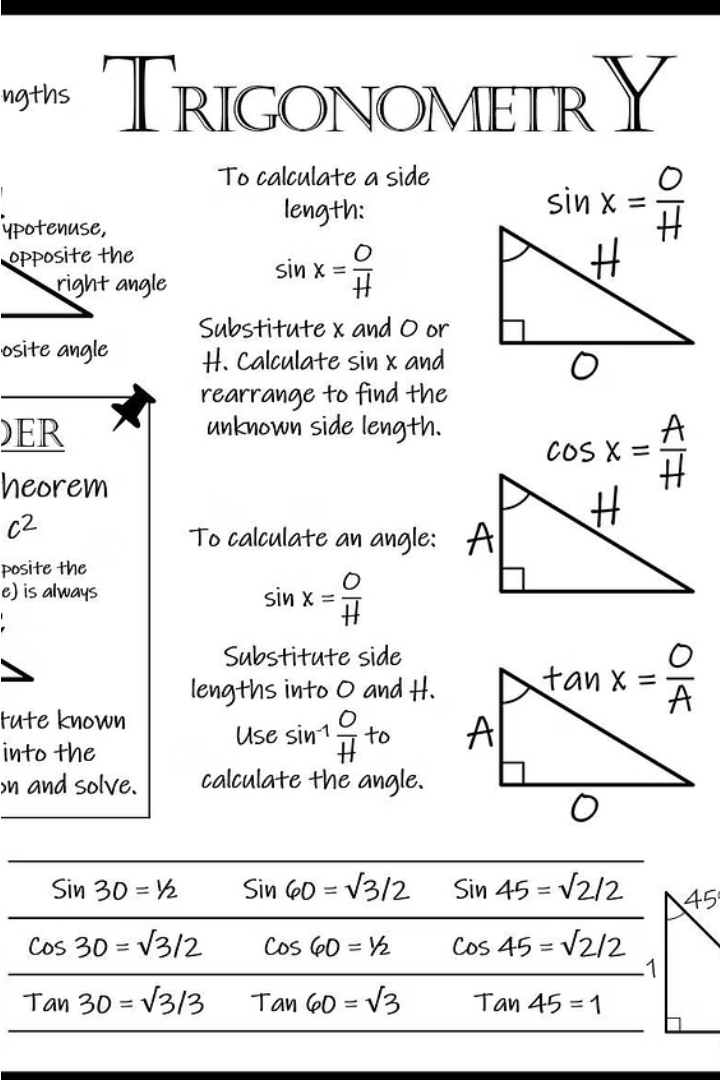 TRIGONOMETRY
ngths
ypotenuse,
opposite the
right angle
osite angle
DER
heorem
c²
posite the
e) is always
tute known
into the
on and solve.
To calculate a side
length:
sin x = O/H
Substitute x and O or
H. Calculate sin x and
rearrange to find the
unknown side length.
To calculate an angle:
sin x = O/H
Substitute side
lengths into O and H.
Use sin⁻¹ O/H to
calculate the angle.
sin x = O/H
H
O
cos x = A/H
H
A
tan x = O/A
A
O
Sin 30 = ½ Sin 60 = √3/2 Sin 45 = √2/2
Cos 30 = √3/2 Cos 60 = ½ Cos 45 = √2/2
Tan 30 = √3/3 Tan 60 = √3 Tan 45 = 1
45°
1